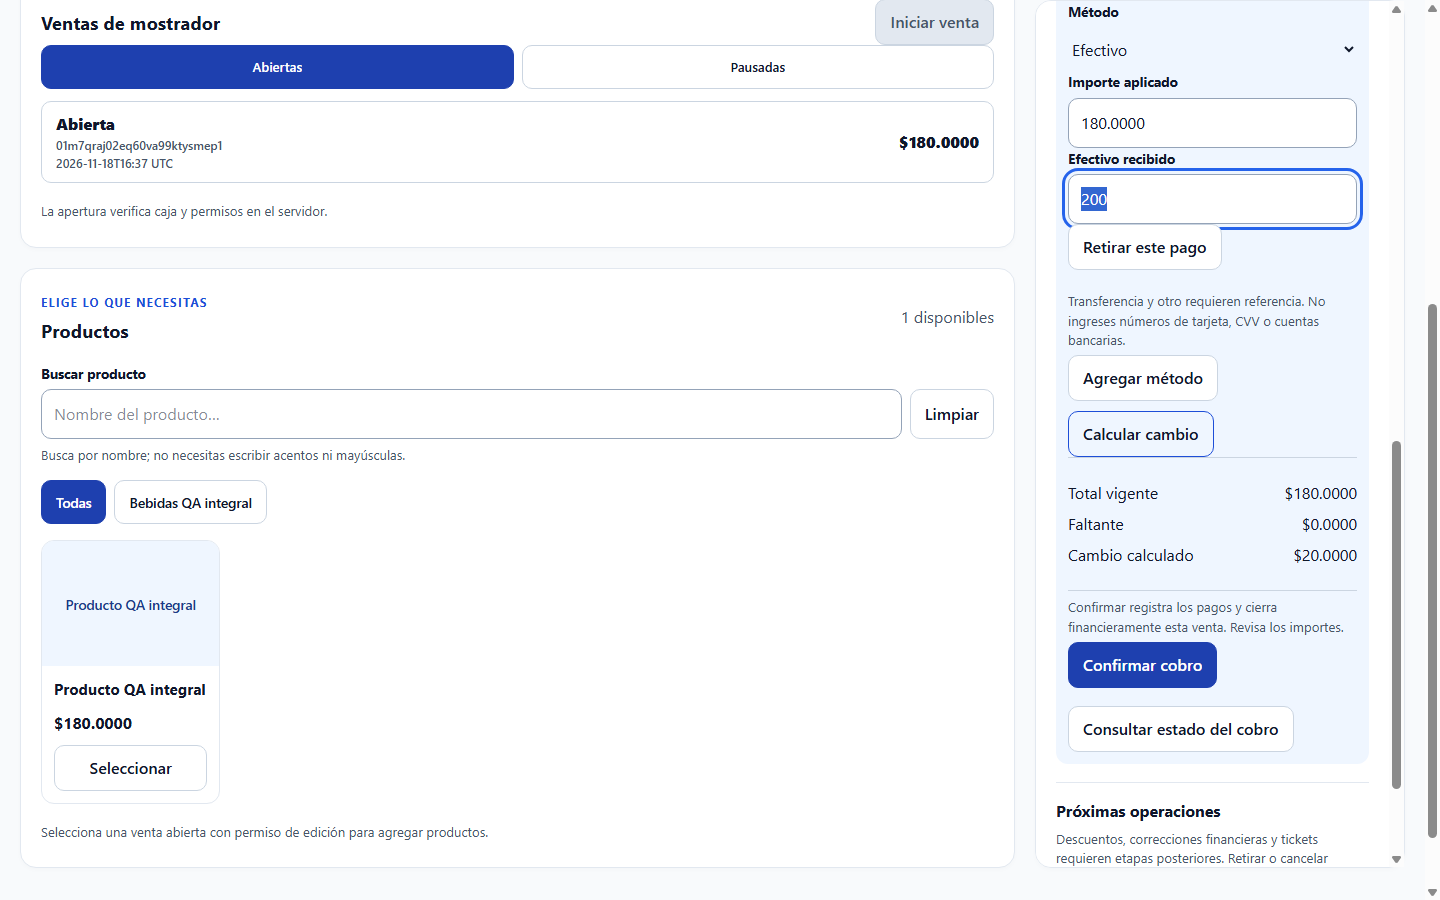 Ventas de mostrador
Iniciar venta
Abiertas
Pausadas
Abierta
01m7qraj02eq60va99ktysmep1
2026-11-18T16:37 UTC
$180.0000
La apertura verifica caja y permisos en el servidor.
ELIGE LO QUE NECESITAS
Productos
1 disponibles
Buscar producto
Nombre del producto...
Limpiar
Busca por nombre; no necesitas escribir acentos ni mayúsculas.
Todas
Bebidas QA integral
Producto QA integral
Producto QA integral
$180.0000
Seleccionar
Selecciona una venta abierta con permiso de edición para agregar productos.
Método
Efectivo
Importe aplicado
180.0000
Efectivo recibido
200
Retirar este pago
Transferencia y otro requieren referencia. No
ingreses números de tarjeta, CVV o cuentas
bancarias.
Agregar método
Calcular cambio
Total vigente $180.0000
Faltante $0.0000
Cambio calculado $20.0000
Confirmar registra los pagos y cierra
financieramente esta venta. Revisa los importes.
Confirmar cobro
Consultar estado del cobro
Próximas operaciones
Descuentos, correcciones financieras y tickets
requieren etapas posteriores. Retirar o cancelar